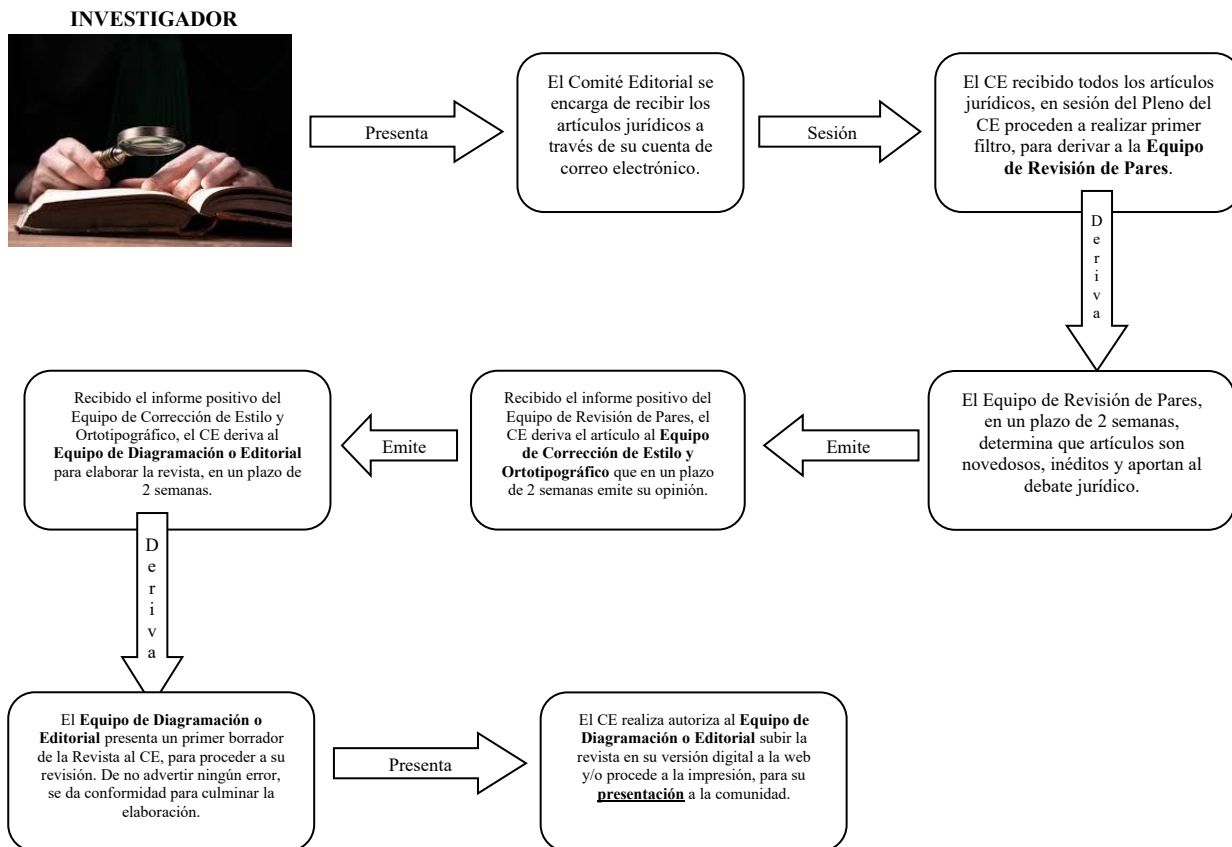 INVESTIGADOR
Presenta
El Comité Editorial se
encarga de recibir los
artículos jurídicos a
través de su cuenta de
correo electrónico.
Sesión
El CE recibido todos los artículos
jurídicos, en sesión del Pleno del
CE proceden a realizar primer
filtro, para derivar a la Equipo
de Revisión de Pares.
D
e
r
i
v
a
El Equipo de Revisión de Pares,
en un plazo de 2 semanas,
determina que artículos son
novedosos, inéditos y aportan al
debate jurídico.
Emite
Recibido el informe positivo del
Equipo de Revisión de Pares, el
CE deriva el artículo al Equipo
de Corrección de Estilo y
Ortotipográfico que en un plazo
de 2 semanas emite su opinión.
Emite
Recibido el informe positivo del
Equipo de Corrección de Estilo y
Ortotipográfico, el CE deriva al
Equipo de Diagramación o Editorial
para elaborar la revista, en un plazo de
2 semanas.
D
e
r
i
v
a
El Equipo de Diagramación o
Editorial presenta un primer borrador
de la Revista al CE, para proceder a su
revisión. De no advertir ningún error,
se da conformidad para culminar la
elaboración.
Presenta
El CE realiza autoriza al Equipo de
Diagramación o Editorial subir la
revista en su versión digital a la web
y/o procede a la impresión, para su
presentación a la comunidad.